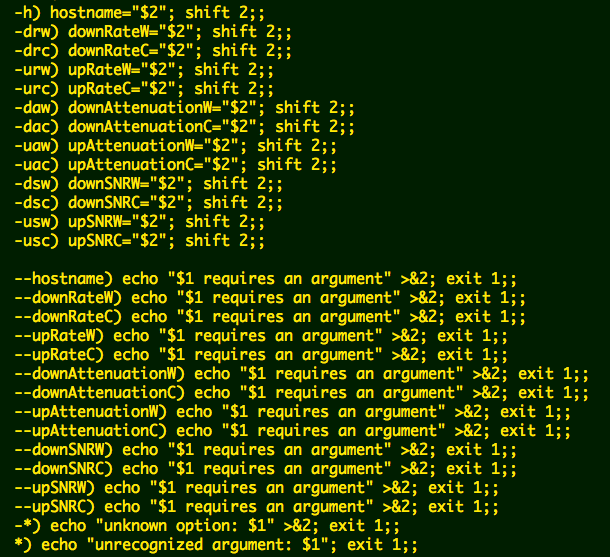 -h) hostname="$2"; shift 2;;
-drw) downRateW="$2"; shift 2;;
-drc) downRateC="$2"; shift 2;;
-urw) upRateW="$2"; shift 2;;
-urc) upRateC="$2"; shift 2;;
-daw) downAttenuationW="$2"; shift 2;;
-dac) downAttenuationC="$2"; shift 2;;
-uaw) upAttenuationW="$2"; shift 2;;
-uac) upAttenuationC="$2"; shift 2;;
-dsw) downSNRW="$2"; shift 2;;
-dsc) downSNRC="$2"; shift 2;;
-usw) upSNRW="$2"; shift 2;;
-usc) upSNRC="$2"; shift 2;;

--hostname) echo "$1 requires an argument" >&2; exit 1;;
--downRateW) echo "$1 requires an argument" >&2; exit 1;;
--downRateC) echo "$1 requires an argument" >&2; exit 1;;
--upRateW) echo "$1 requires an argument" >&2; exit 1;;
--upRateC) echo "$1 requires an argument" >&2; exit 1;;
--downAttenuationW) echo "$1 requires an argument" >&2; exit 1;;
--downAttenuationC) echo "$1 requires an argument" >&2; exit 1;;
--upAttenuationW) echo "$1 requires an argument" >&2; exit 1;;
--upAttenuationC) echo "$1 requires an argument" >&2; exit 1;;
--downSNRW) echo "$1 requires an argument" >&2; exit 1;;
--downSNRC) echo "$1 requires an argument" >&2; exit 1;;
--upSNRW) echo "$1 requires an argument" >&2; exit 1;;
--upSNRC) echo "$1 requires an argument" >&2; exit 1;;
-*) echo "unknown option: $1" >&2; exit 1;;
*) echo "unrecognized argument: $1"; exit 1;;